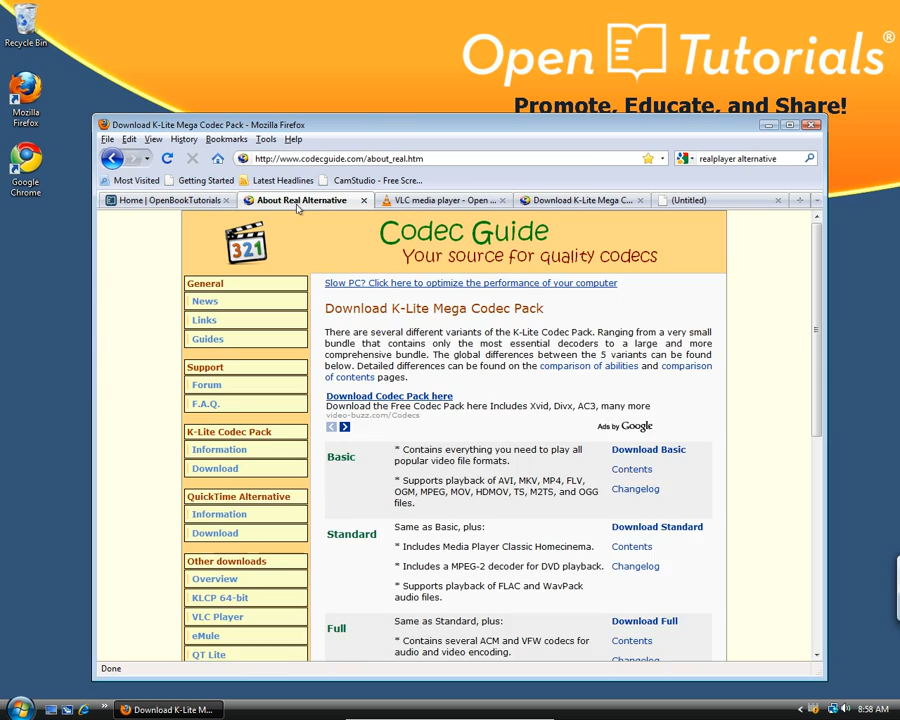 Recycle Bin
Mozilla
Firefox
Google
Chrome
Open Tutorials®
Promote, Educate, and Share!
Download K-Lite Mega Codec Pack - Mozilla Firefox
File Edit View History Bookmarks Tools Help
http://www.codecguide.com/about_real.htm
realplayer alternative
Most Visited Getting Started Latest Headlines CamStudio - Free Scre...
Home | OpenBookTutorials About Real Alternative VLC media player - Open ... Download K-Lite Mega C... (Untitled)
321
Codec Guide
Your source for quality codecs
General
News
Links
Guides
Support
Forum
F.A.Q.
K-Lite Codec Pack
Information
Download
QuickTime Alternative
Information
Download
Other downloads
Overview
KLCP 64-bit
VLC Player
eMule
QT Lite
Slow PC? Click here to optimize the performance of your computer
Download K-Lite Mega Codec Pack
There are several different variants of the K-Lite Codec Pack. Ranging from a very small
bundle that contains only the most essential decoders to a large and more
comprehensive bundle. The global differences between the 5 variants can be found
below. Detailed differences can be found on the comparison of abilities and comparison
of contents pages.
Download Codec Pack here
Download the Free Codec Pack here Includes Xvid, Divx, AC3, many more
video-buzz.com/Codecs
Ads by Google
Basic
* Contains everything you need to play all
popular video file formats.
* Supports playback of AVI, MKV, MP4, FLV,
OGM, MPEG, MOV, HDMOV, TS, M2TS, and OGG
files.
Download Basic
Contents
Changelog
Standard
Same as Basic, plus:
* Includes Media Player Classic Homecinema.
* Includes a MPEG-2 decoder for DVD playback.
* Supports playback of FLAC and WavPack
audio files.
Download Standard
Contents
Changelog
Full
Same as Standard, plus:
* Contains several ACM and VFW codecs for
audio and video encoding.
Download Full
Contents
Changelog
Done
Download K-Lite M...
8:58 AM